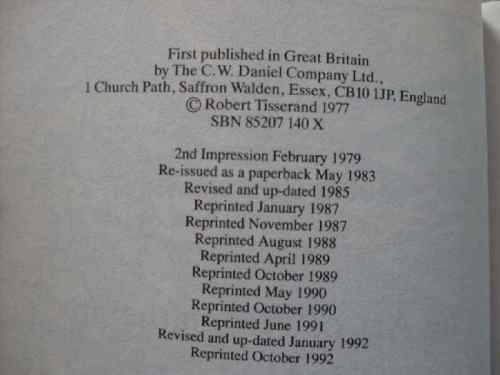 First published in Great Britain
by The C.W. Daniel Company Ltd.,
1 Church Path, Saffron Walden, Essex, CB10 1JP, England
© Robert Tisserand 1977
SBN 85207 140 X
2nd Impression February 1979
Re-issued as a paperback May 1983
Revised and up-dated 1985
Reprinted January 1987
Reprinted November 1987
Reprinted August 1988
Reprinted April 1989
Reprinted October 1989
Reprinted May 1990
Reprinted October 1990
Reprinted June 1991
Revised and up-dated January 1992
Reprinted October 1992